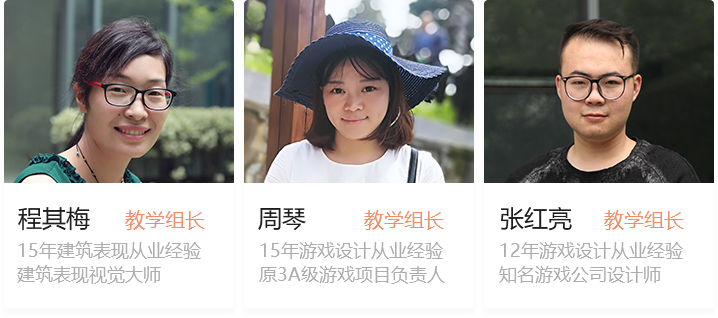 程其梅 教学组长
15年建筑表现从业经验
建筑表现视觉大师
周琴 教学组长
15年游戏设计从业经验
原3A级游戏项目负责人
张红亮 教学组长
12年游戏设计从业经验
知名游戏公司设计师